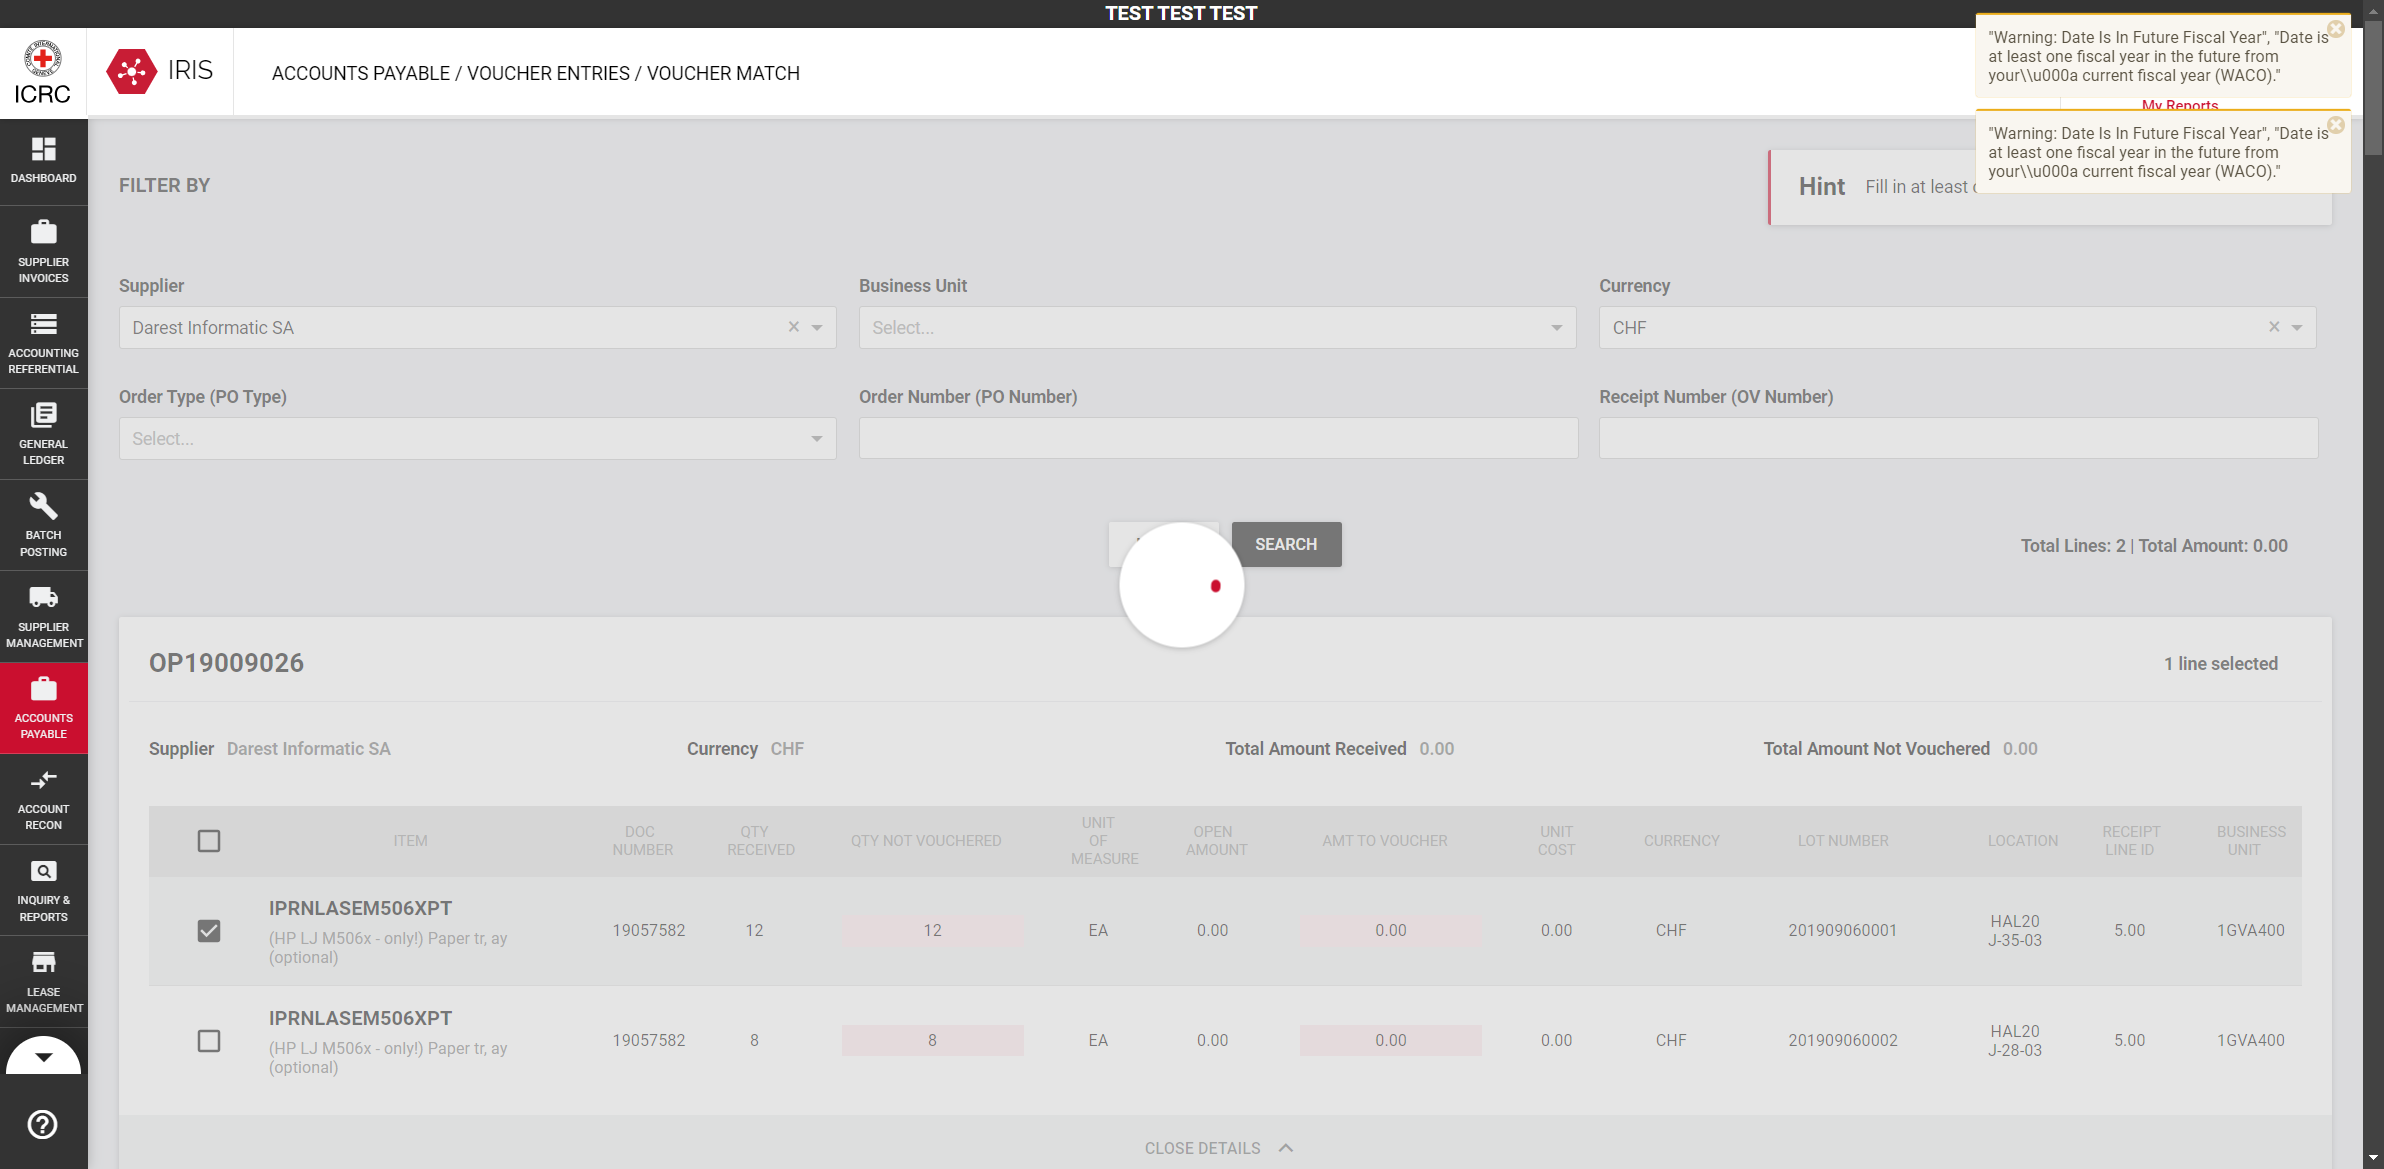 TEST TEST TEST
ICRC
IRIS
ACCOUNTS PAYABLE / VOUCHER ENTRIES / VOUCHER MATCH
"Warning: Date Is In Future Fiscal Year", "Date is
at least one fiscal year in the future from
your\\u000a current fiscal year (WACO)."
My Reports
"Warning: Date Is In Future Fiscal Year", "Date is
at least one fiscal year in the future from
your\\u000a current fiscal year (WACO)."
DASHBOARD
SUPPLIER
INVOICES
ACCOUNTING
REFERENTIAL
GENERAL
LEDGER
BATCH
POSTING
SUPPLIER
MANAGEMENT
ACCOUNTS
PAYABLE
ACCOUNT
RECON
INQUIRY &
REPORTS
LEASE
MANAGEMENT
FILTER BY
Hint Fill in at least
Supplier
Darest Informatic SA
Business Unit
Select...
Currency
CHF
Order Type (PO Type)
Select...
Order Number (PO Number)
Receipt Number (OV Number)
SEARCH
Total Lines: 2 | Total Amount: 0.00
OP19009026
1 line selected
Supplier Darest Informatic SA
Currency CHF
Total Amount Received 0.00
Total Amount Not Vouchered 0.00
ITEM
DOC
NUMBER
QTY
RECEIVED
QTY NOT VOUCHERED
UNIT
OF
MEASURE
OPEN
AMOUNT
AMT TO VOUCHER
UNIT
COST
CURRENCY
LOT NUMBER
LOCATION
RECEIPT
LINE ID
BUSINESS
UNIT
IPRNLASEM506XPT
(HP LJ M506x - only!) Paper tr, ay
(optional)
19057582
12
12
EA
0.00
0.00
0.00
CHF
201909060001
HAL20
J-35-03
5.00
1GVA400
IPRNLASEM506XPT
(HP LJ M506x - only!) Paper tr, ay
(optional)
19057582
8
8
EA
0.00
0.00
0.00
CHF
201909060002
HAL20
J-28-03
5.00
1GVA400
CLOSE DETAILS